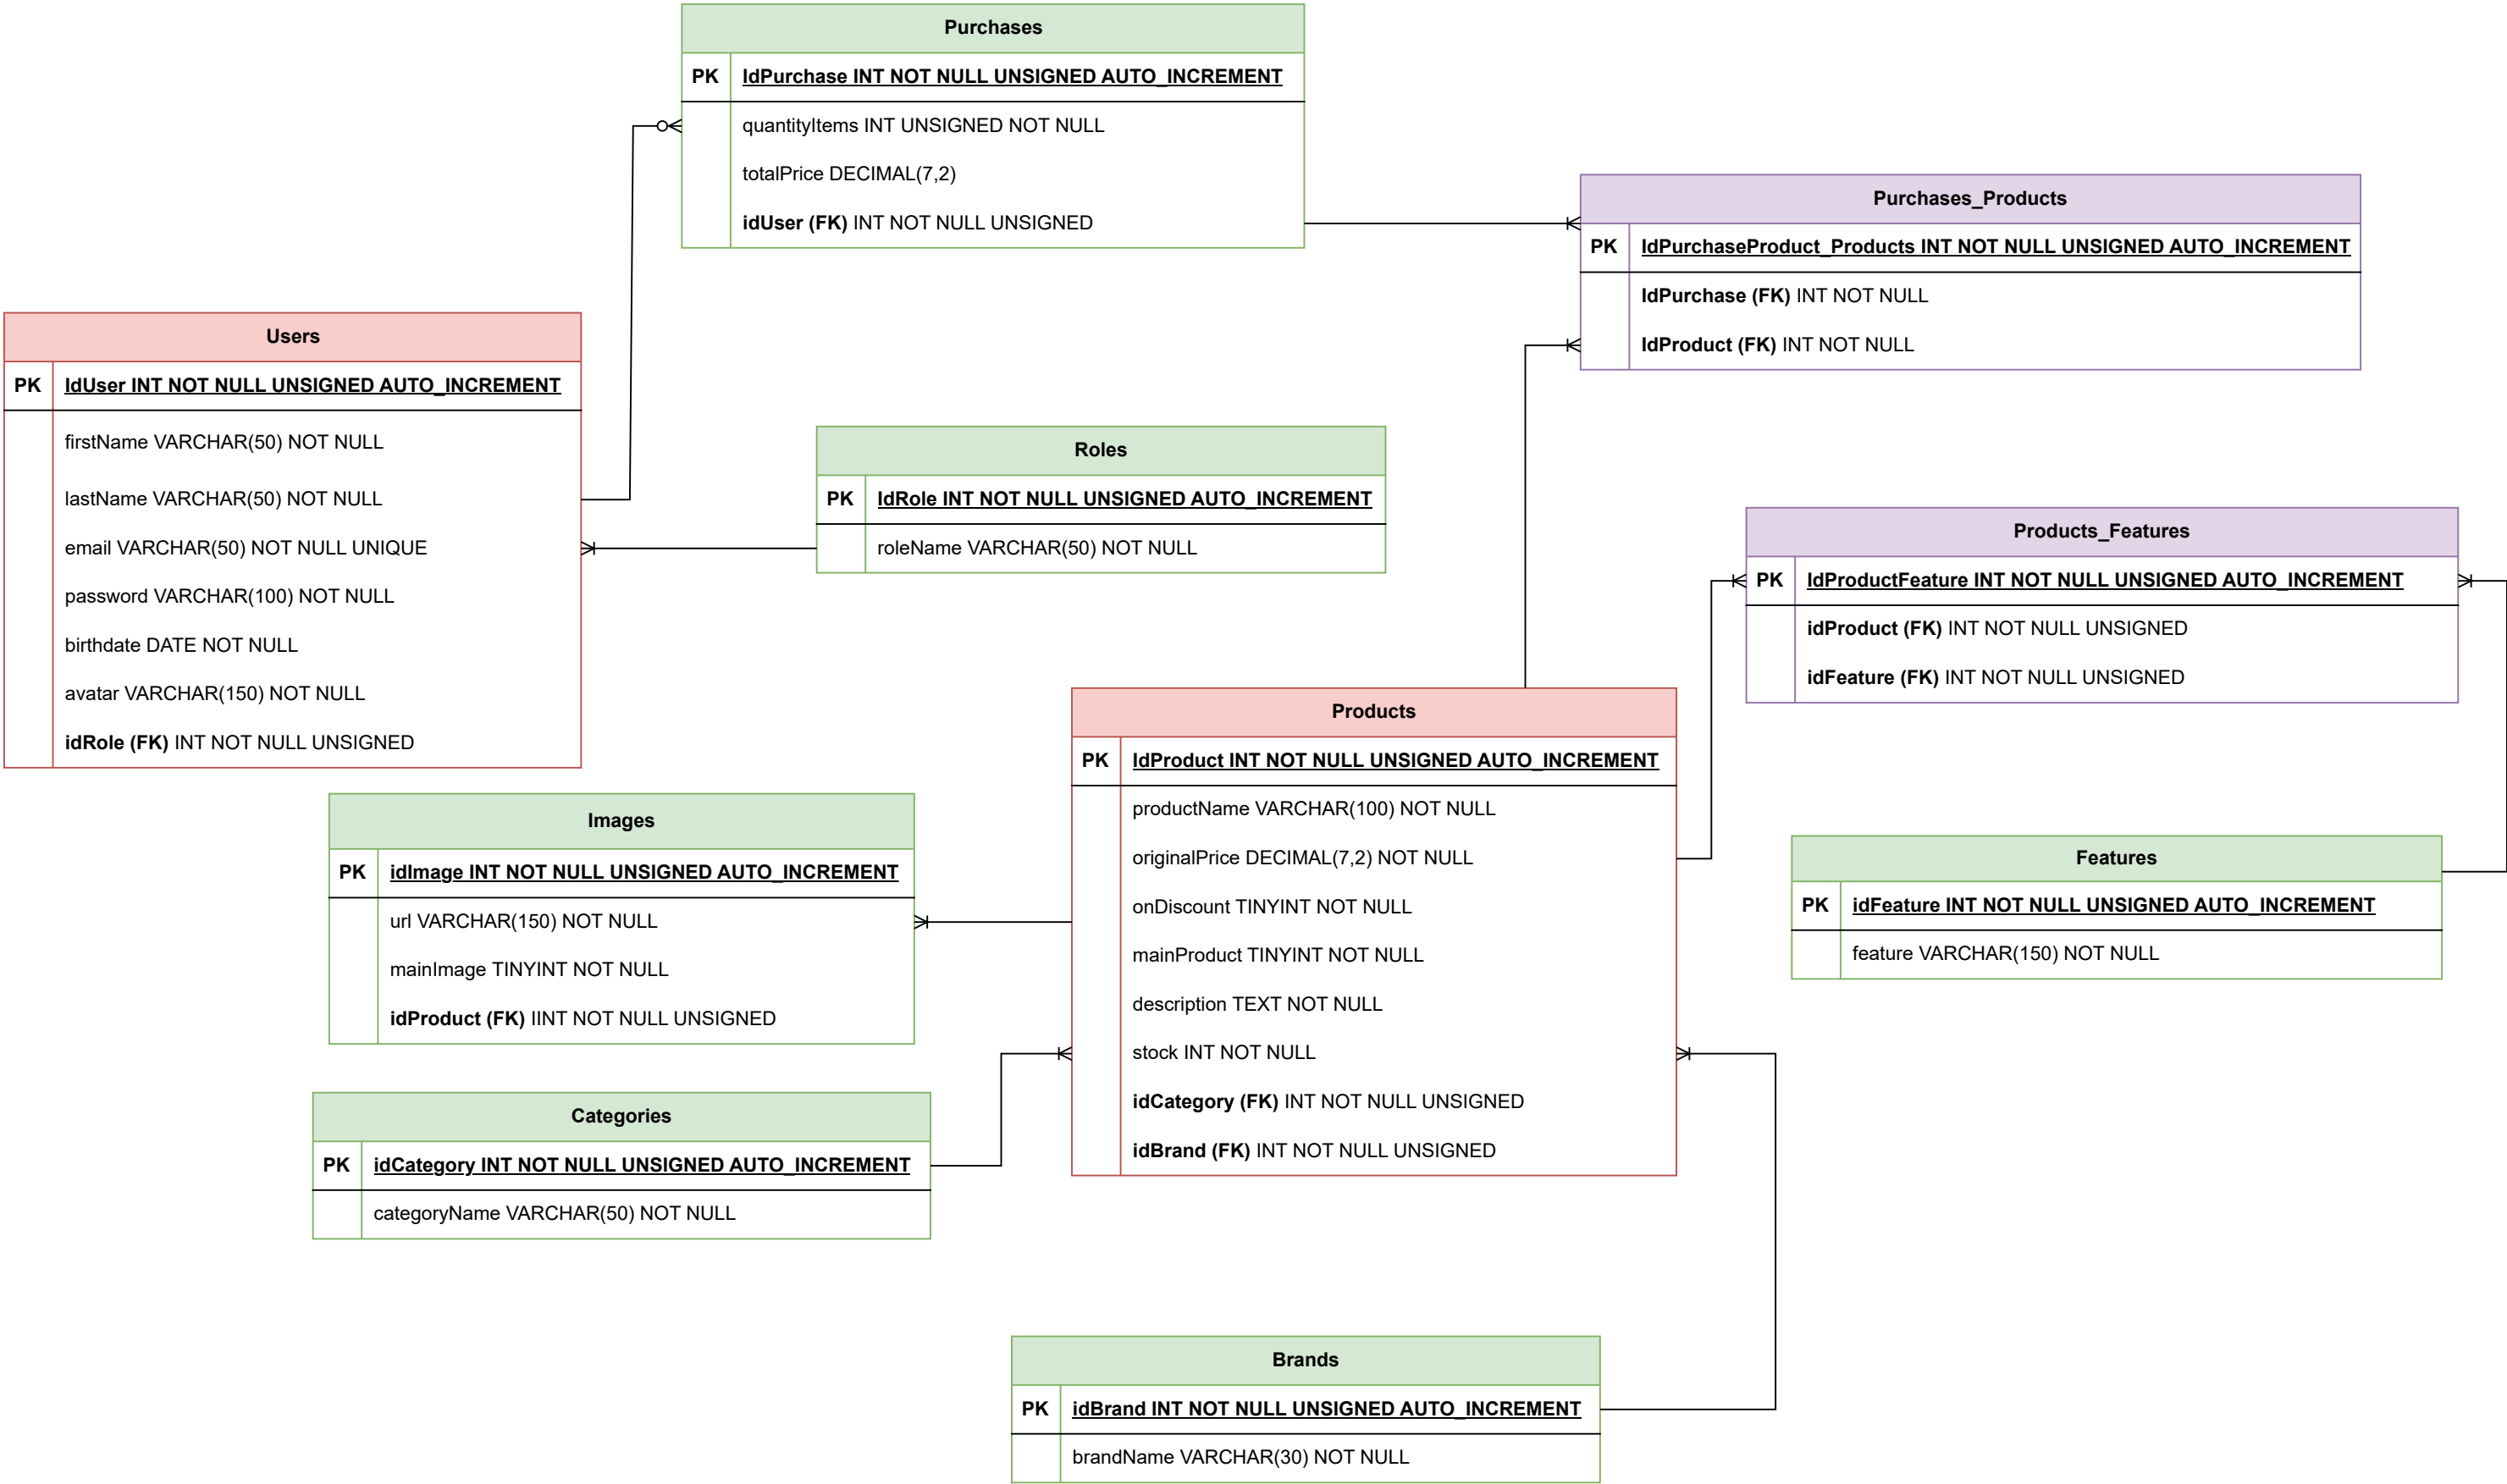 Purchases
PK IdPurchase INT NOT NULL UNSIGNED AUTO_INCREMENT
quantityItems INT UNSIGNED NOT NULL
totalPrice DECIMAL(7,2)
idUser (FK) INT NOT NULL UNSIGNED
Purchases_Products
PK IdPurchaseProduct_Products INT NOT NULL UNSIGNED AUTO_INCREMENT
IdPurchase (FK) INT NOT NULL
IdProduct (FK) INT NOT NULL
Users
PK IdUser INT NOT NULL UNSIGNED AUTO_INCREMENT
firstName VARCHAR(50) NOT NULL
lastName VARCHAR(50) NOT NULL
email VARCHAR(50) NOT NULL UNIQUE
password VARCHAR(100) NOT NULL
birthdate DATE NOT NULL
avatar VARCHAR(150) NOT NULL
idRole (FK) INT NOT NULL UNSIGNED
Roles
PK IdRole INT NOT NULL UNSIGNED AUTO_INCREMENT
roleName VARCHAR(50) NOT NULL
Products_Features
PK IdProductFeature INT NOT NULL UNSIGNED AUTO_INCREMENT
idProduct (FK) INT NOT NULL UNSIGNED
idFeature (FK) INT NOT NULL UNSIGNED
Products
PK IdProduct INT NOT NULL UNSIGNED AUTO_INCREMENT
productName VARCHAR(100) NOT NULL
originalPrice DECIMAL(7,2) NOT NULL
onDiscount TINYINT NOT NULL
mainProduct TINYINT NOT NULL
description TEXT NOT NULL
stock INT NOT NULL
idCategory (FK) INT NOT NULL UNSIGNED
idBrand (FK) INT NOT NULL UNSIGNED
Images
PK idImage INT NOT NULL UNSIGNED AUTO_INCREMENT
url VARCHAR(150) NOT NULL
mainImage TINYINT NOT NULL
idProduct (FK) IINT NOT NULL UNSIGNED
Features
PK idFeature INT NOT NULL UNSIGNED AUTO_INCREMENT
feature VARCHAR(150) NOT NULL
Categories
PK idCategory INT NOT NULL UNSIGNED AUTO_INCREMENT
categoryName VARCHAR(50) NOT NULL
Brands
PK idBrand INT NOT NULL UNSIGNED AUTO_INCREMENT
brandName VARCHAR(30) NOT NULL